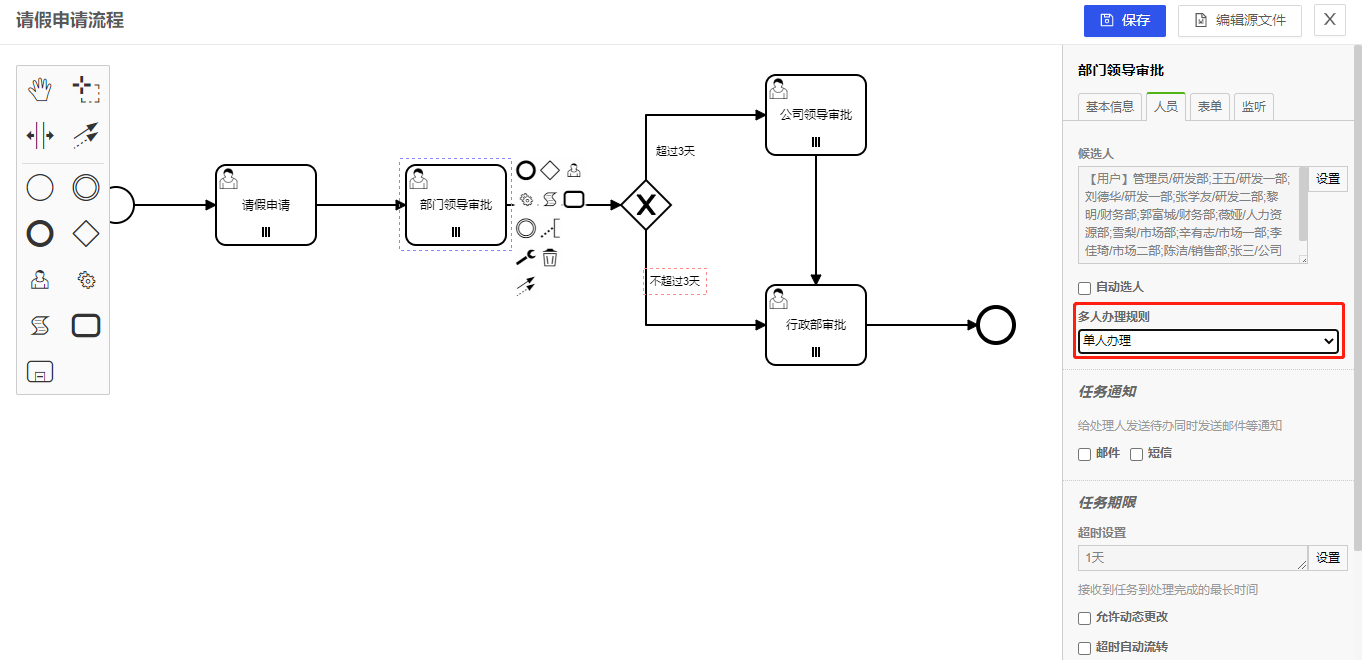 请假申请流程
保存
编辑源文件
X
请假申请
部门领导审批
超过3天
不超过3天
公司领导审批
行政部审批
部门领导审批
基本信息
人员
表单
监听
候选人
【用户】管理员/研发部;王五/研发一部;
刘德华/研发一部;张学友/研发二部;黎
明/财务部;郭富城/财务部;薇娅/人力资
源部;雪梨/市场部;辛有志/市场一部;李
佳琦/市场二部;陈洁/销售部;张三/公司
设置
自动选人
多人办理规则
单人办理
任务通知
给处理人发送待办同时发送邮件等通知
邮件
短信
任务期限
超时设置
1天
设置
接收到任务到处理完成的最长时间
允许动态更改
超时自动流转